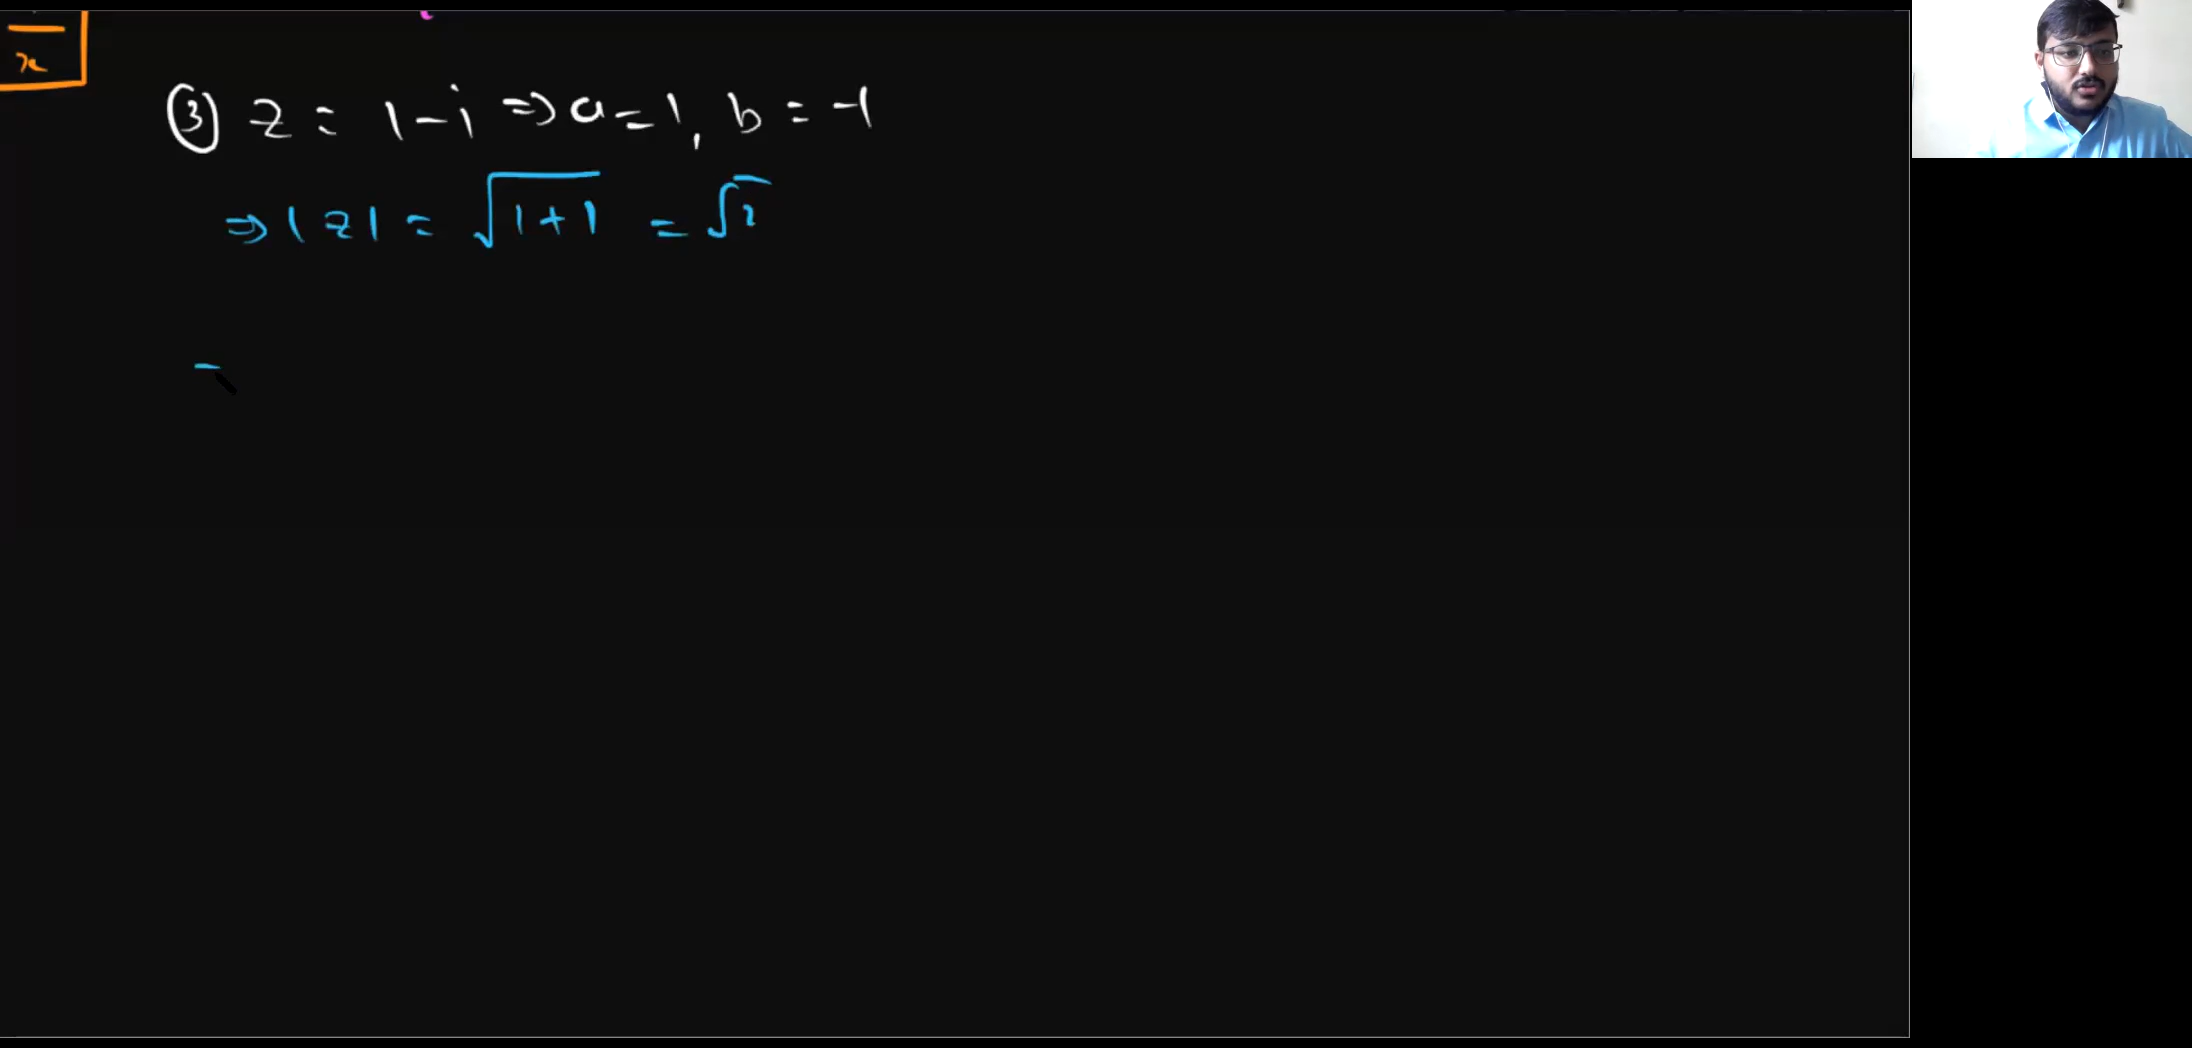 x
③ z = 1 - i ⇒ a = 1, b = -1
⇒ |z| = √1+1 = √2